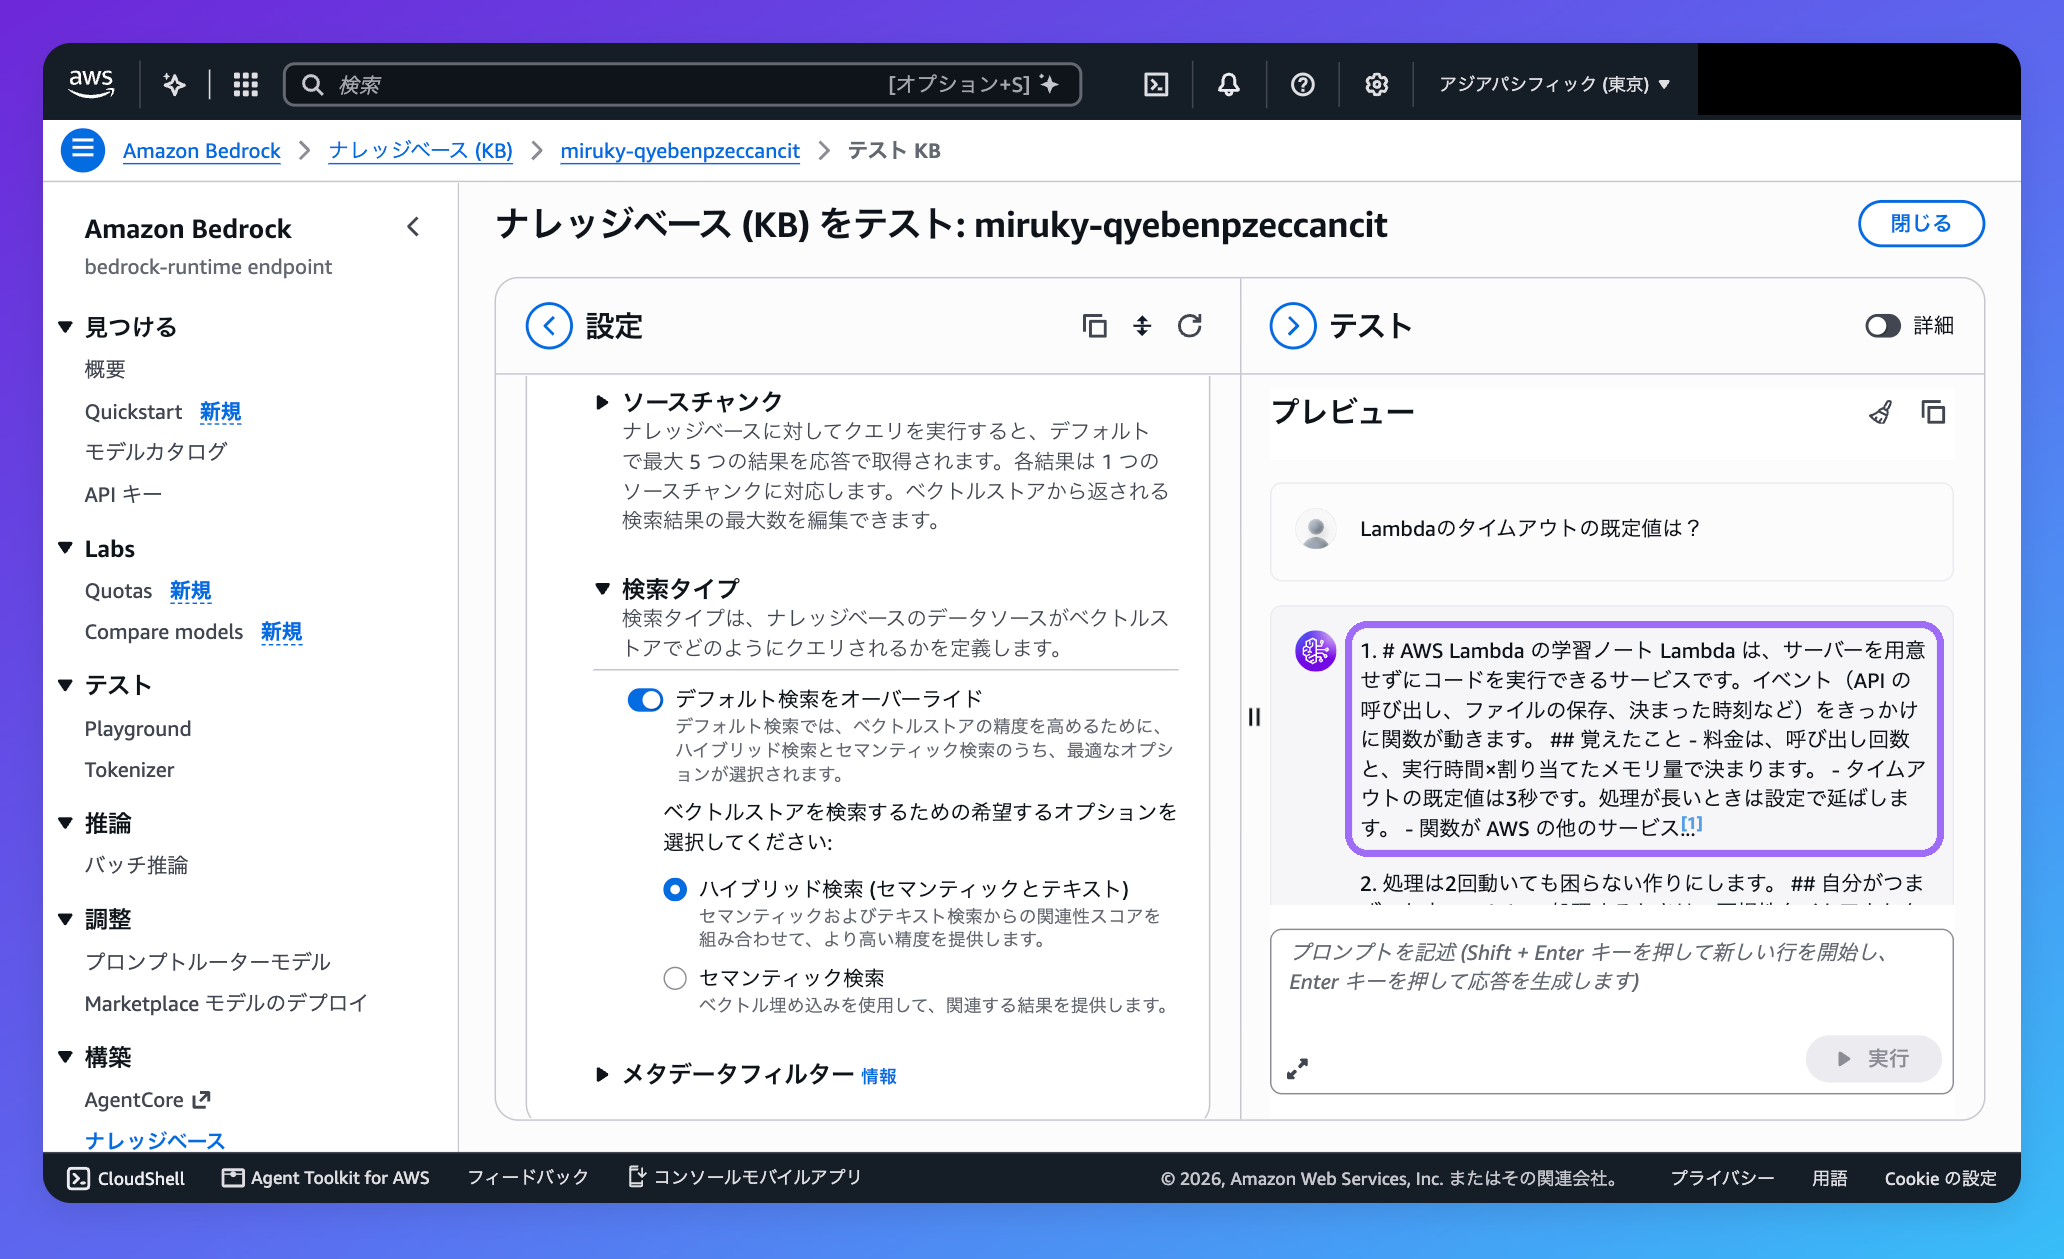 aws
検索
[オプション+S]
アジアパシフィック (東京) ▼
Amazon Bedrock
ナレッジベース (KB)
miruky-qyebenpzeccancit
テスト KB
Amazon Bedrock
bedrock-runtime endpoint
見つける
概要
Quickstart 新規
モデルカタログ
API キー
Labs
Quotas 新規
Compare models 新規
テスト
Playground
Tokenizer
推論
バッチ推論
調整
プロンプトルーターモデル
Marketplace モデルのデプロイ
構築
AgentCore
ナレッジベース
ナレッジベース (KB) をテスト: miruky-qyebenpzeccancit
閉じる
設定
ソースチャンク
ナレッジベースに対してクエリを実行すると、デフォルト
で最大 5 つの結果を応答で取得されます。各結果は 1 つの
ソースチャンクに対応します。ベクトルストアから返される
検索結果の最大数を編集できます。
検索タイプ
検索タイプは、ナレッジベースのデータソースがベクトルス
トアでどのようにクエリされるかを定義します。
デフォルト検索をオーバーライド
デフォルト検索では、ベクトルストアの精度を高めるために、
ハイブリッド検索とセマンティック検索のうち、最適なオプシ
ョンが選択されます。
ベクトルストアを検索するための希望するオプションを
選択してください:
ハイブリッド検索 (セマンティックとテキスト)
セマンティックおよびテキスト検索からの関連性スコアを
組み合わせて、より高い精度を提供します。
セマンティック検索
ベクトル埋め込みを使用して、関連する結果を提供します。
メタデータフィルター 情報
テスト
詳細
プレビュー
Lambdaのタイムアウトの既定値は？
1. # AWS Lambda の学習ノート Lambda は、サーバーを用意
せずにコードを実行できるサービスです。イベント（API の
呼び出し、ファイルの保存、決まった時刻など）をきっかけ
に関数が動きます。 ## 覚えたこと - 料金は、呼び出し回数
と、実行時間×割り当てたメモリ量で決まります。 - タイムア
ウトの既定値は3秒です。処理が長いときは設定で延ばしま
す。 - 関数が AWS の他のサービス...[1]
2. 処理は2回動いても困らない作りにします。 ## 自分がつま
プロンプトを記述 (Shift + Enter キーを押して新しい行を開始し、
Enter キーを押して応答を生成します)
実行
CloudShell
Agent Toolkit for AWS
フィードバック
コンソールモバイルアプリ
© 2026, Amazon Web Services, Inc. またはその関連会社。
プライバシー
用語
Cookie の設定